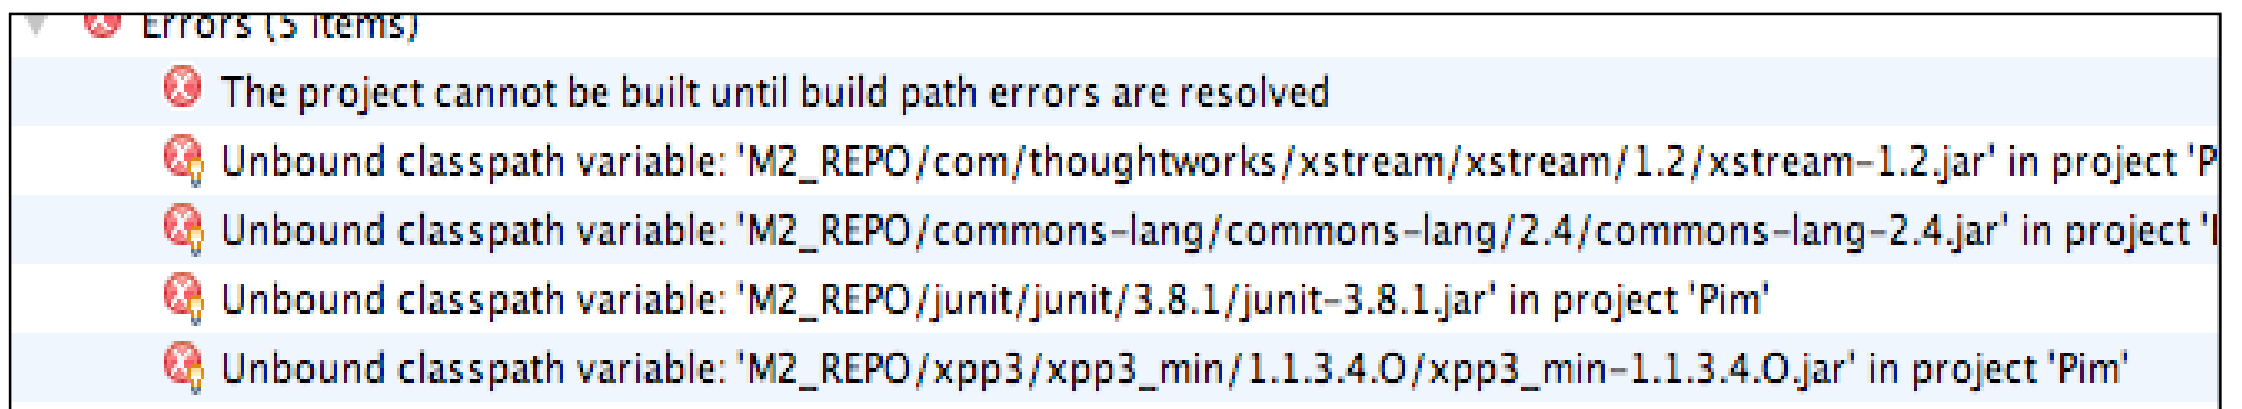 Errors (5 items)
The project cannot be built until build path errors are resolved
Unbound classpath variable: 'M2_REPO/com/thoughtworks/xstream/xstream/1.2/xstream-1.2.jar' in project 'P
Unbound classpath variable: 'M2_REPO/commons-lang/commons-lang/2.4/commons-lang-2.4.jar' in project '
Unbound classpath variable: 'M2_REPO/junit/junit/3.8.1/junit-3.8.1.jar' in project 'Pim'
Unbound classpath variable: 'M2_REPO/xpp3/xpp3_min/1.1.3.4.O/xpp3_min-1.1.3.4.O.jar' in project 'Pim'